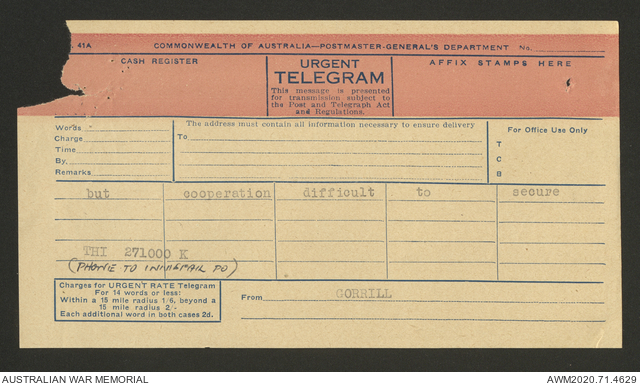 . 41A COMMONWEALTH OF AUSTRALIA—POSTMASTER-GENERAL'S DEPARTMENT No.
CASH REGISTER
URGENT
TELEGRAM
This message is presented
for transmission subject to
the Post and Telegraph Act
and Regulations.
AFFIX STAMPS HERE
Words
Charge
Time
By
Remarks
The address must contain all information necessary to ensure delivery
To
For Office Use Only
T
C
B
but cooperation difficult to secure
THI 271000 K
(PHONE TO INNISFAIL PO)
Charges for URGENT RATE Telegram
For 14 words or less:
Within a 15 mile radius 1/6, beyond a
15 mile radius 2/-
Each additional word in both cases 2d.
From GORRILL
AUSTRALIAN WAR MEMORIAL AWM2020.71.4629